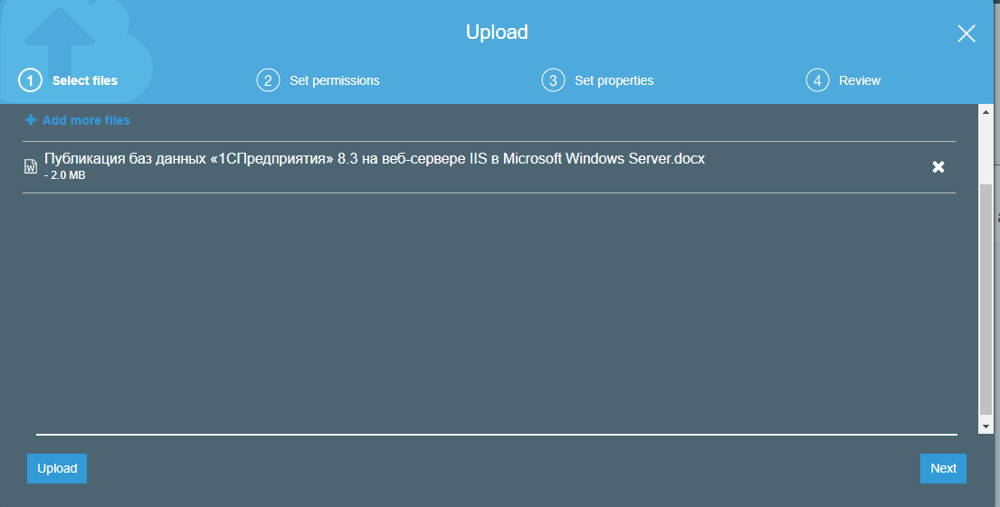 Upload
1 Select files
2 Set permissions
3 Set properties
4 Review
Add more files
Публикация баз данных «1СПредприятия» 8.3 на веб-сервере IIS в Microsoft Windows Server.docx
- 2.0 MB
Upload
Next